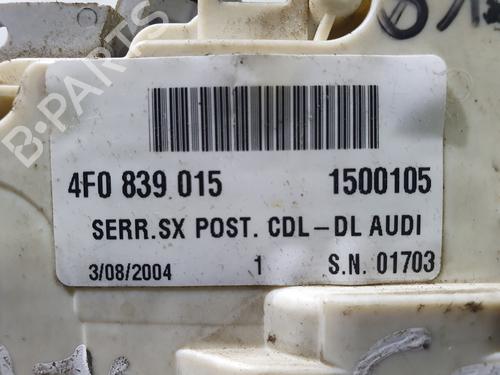 B-PARTS
4F0 839 015 1500105
SERR.SX POST. CDL-DL AUDI
3/08/2004 1 S.N. 01703